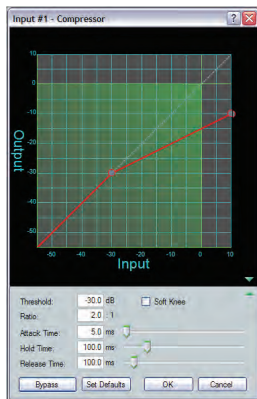 Input #1 - Compressor
10
0
-10
-20
-30
-40
-50
Output
-50 -40 -30 -20 -10 0 10
Input
Threshold: -30.0 dB Soft Knee
Ratio: 2.0 : 1
Attack Time: 5.0 ms
Hold Time: 100.0 ms
Release Time: 100.0 ms
Bypass Set Defaults OK Cancel